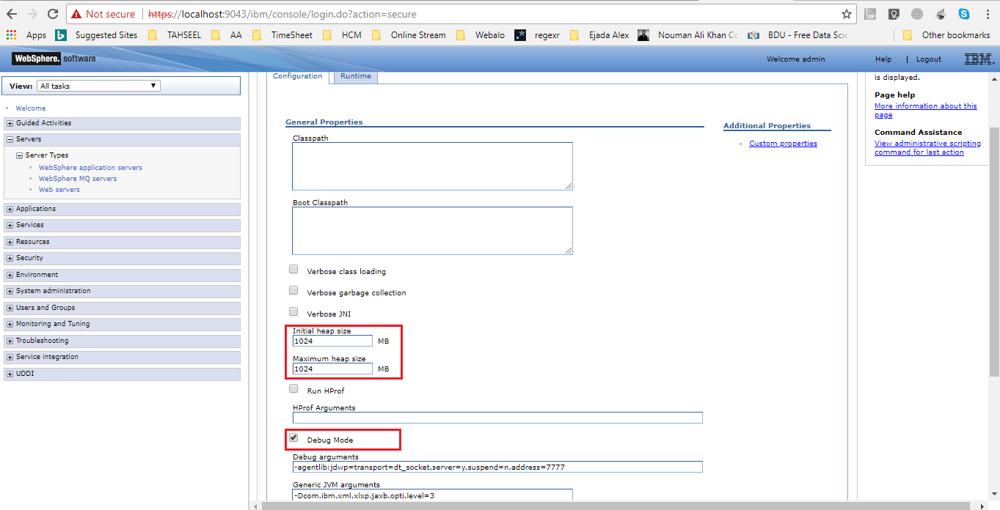 Not secure | https://localhost:9043/ibm/console/login.do?action=secure
Apps Suggested Sites TAHSEEL AA TimeSheet HCM Online Stream Webalo regexr Ejada Alex Nouman Ali Khan Co BDU - Free Data Scie Other bookmarks
WebSphere. software Welcome admin Help | Logout IBM.
View: All tasks
Welcome
Guided Activities
Servers
Server Types
WebSphere application servers
WebSphere MQ servers
Web servers
Applications
Services
Resources
Security
Environment
System administration
Users and Groups
Monitoring and Tuning
Troubleshooting
Service integration
UDDI
Configuration Runtime
General Properties
Classpath
Boot Classpath
Verbose class loading
Verbose garbage collection
Verbose JNI
Initial heap size
1024 MB
Maximum heap size
1024 MB
Run HProf
HProf Arguments
Debug Mode
Debug arguments
-agentlib:jdwp=transport=dt_socket,server=y,suspend=n,address=7777
Generic JVM arguments
-Dcom.ibm.xml.xlxp.jaxb.opti.level=3
Additional Properties
Custom properties
is displayed.
Page help
More information about this
page
Command Assistance
View administrative scripting
command for last action